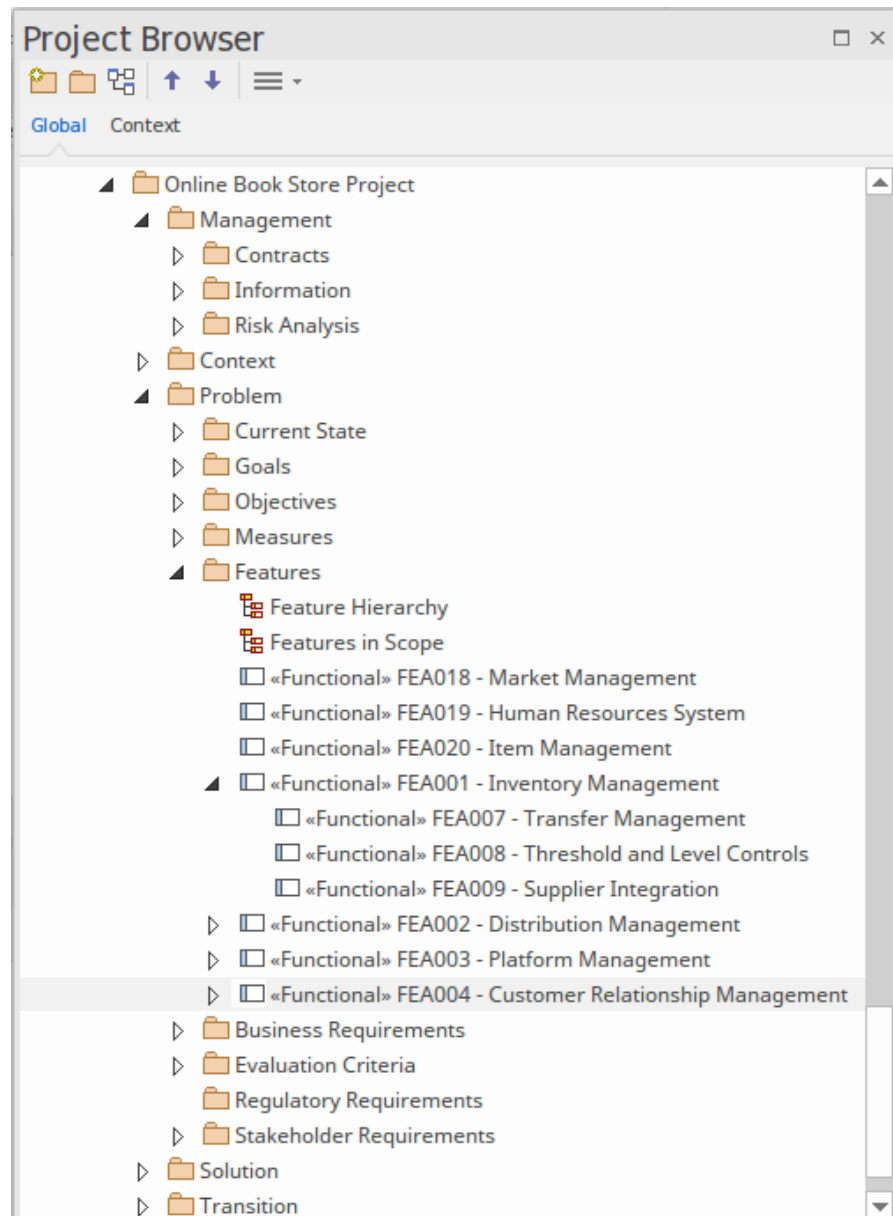 Project Browser
Global Context
Online Book Store Project
Management
Contracts
Information
Risk Analysis
Context
Problem
Current State
Goals
Objectives
Measures
Features
Feature Hierarchy
Features in Scope
«Functional» FEA018 - Market Management
«Functional» FEA019 - Human Resources System
«Functional» FEA020 - Item Management
«Functional» FEA001 - Inventory Management
«Functional» FEA007 - Transfer Management
«Functional» FEA008 - Threshold and Level Controls
«Functional» FEA009 - Supplier Integration
«Functional» FEA002 - Distribution Management
«Functional» FEA003 - Platform Management
«Functional» FEA004 - Customer Relationship Management
Business Requirements
Evaluation Criteria
Regulatory Requirements
Stakeholder Requirements
Solution
Transition